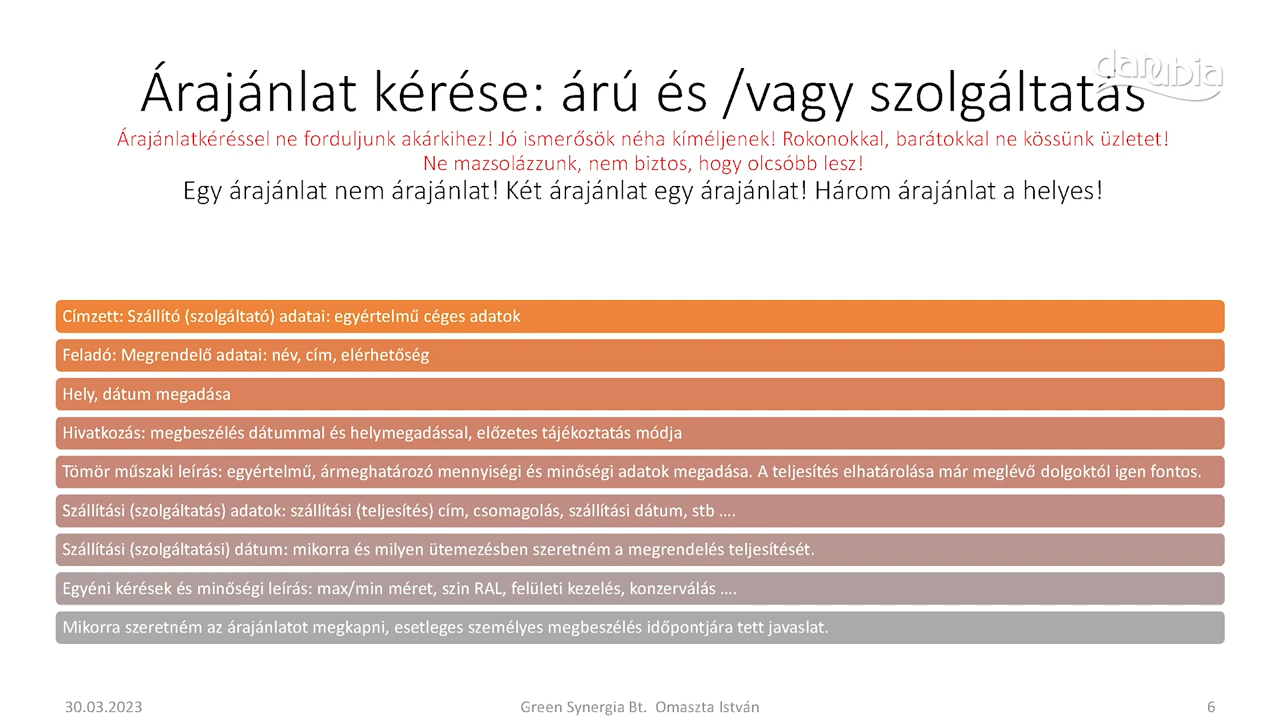 danubia
Árajánlat kérése: árú és /vagy szolgáltatás
Árajánlatkéréssel ne forduljunk akárkihez! Jó ismerősök néha kíméljenek! Rokonokkal, barátokkal ne kössünk üzletet!
Ne mazsolázzunk, nem biztos, hogy olcsóbb lesz!
Egy árajánlat nem árajánlat! Két árajánlat egy árajánlat! Három árajánlat a helyes!
Címzett: Szállító (szolgáltató) adatai: egyértelmű céges adatok
Feladó: Megrendelő adatai: név, cím, elérhetőség
Hely, dátum megadása
Hivatkozás: megbeszélés dátummal és helymegadással, előzetes tájékoztatás módja
Tömör műszaki leírás: egyértelmű, ármeghatározó mennyiségi és minőségi adatok megadása. A teljesítés elhatárolása már meglévő dolgoktól igen fontos.
Szállítási (szolgáltatás) adatok: szállítási (teljesítés) cím, csomagolás, szállítási dátum, stb ….
Szállítási (szolgáltatási) dátum: mikorra és milyen ütemezésben szeretném a megrendelés teljesítését.
Egyéni kérések és minőségi leírás: max/min méret, szin RAL, felületi kezelés, konzerválás ….
Mikorra szeretném az árajánlatot megkapni, esetleges személyes megbeszélés időpontjára tett javaslat.
30.03.2023
Green Synergia Bt.  Omaszta István
6